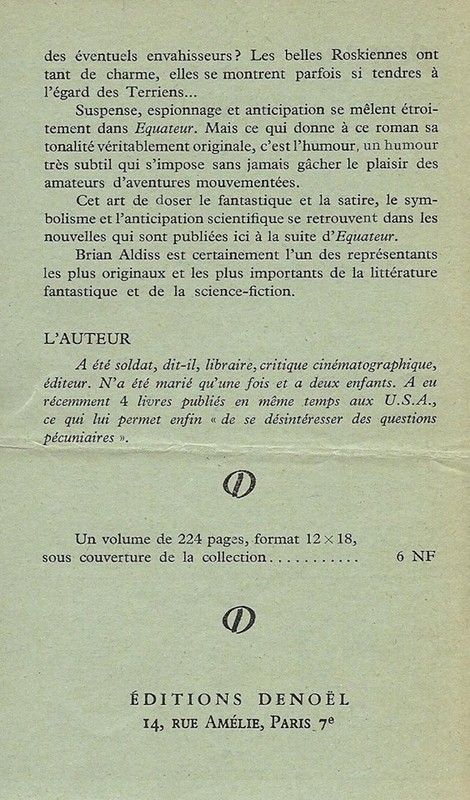 des éventuels envahisseurs? Les belles Roskiennes ont
tant de charme, elles se montrent parfois si tendres à
l'égard des Terriens...
Suspense, espionnage et anticipation se mêlent étroi-
tement dans Equateur. Mais ce qui donne à ce roman sa
tonalité véritablement originale, c'est l'humour, un humour
très subtil qui s'impose sans jamais gâcher le plaisir des
amateurs d'aventures mouvementées.
Cet art de doser le fantastique et la satire, le sym-
bolisme et l'anticipation scientifique se retrouvent dans les
nouvelles qui sont publiées ici à la suite d'Equateur.
Brian Aldiss est certainement l'un des représentants
les plus originaux et les plus importants de la littérature
fantastique et de la science-fiction.
L'AUTEUR
A été soldat, dit-il, libraire, critique cinématographique,
éditeur. N'a été marié qu'une fois et a deux enfants. A eu
récemment 4 livres publiés en même temps aux U.S.A.,
ce qui lui permet enfin « de se désintéresser des questions
pécuniaires ».
Un volume de 224 pages, format 12 × 18,
sous couverture de la collection........... 6 NF
ÉDITIONS DENOËL
14, RUE AMÉLIE, PARIS 7e